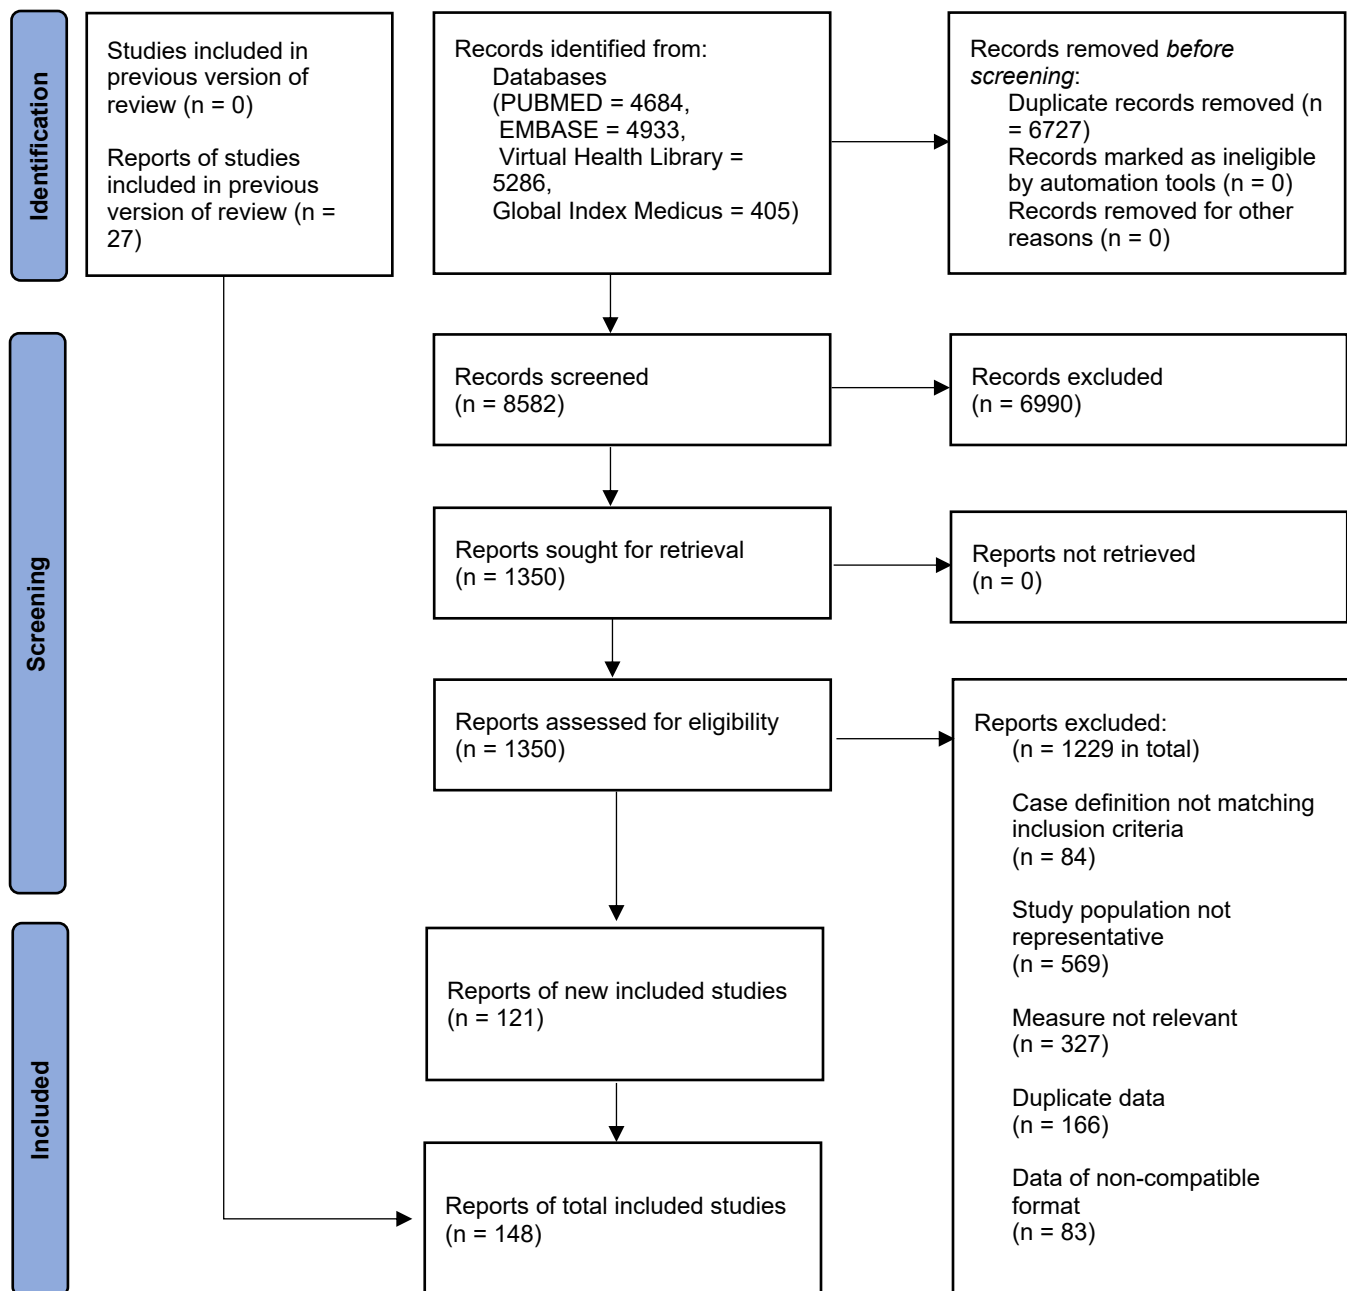 Identification
Studies included in
previous version of
review (n = 0)
Reports of studies
included in previous
version of review (n =
27)
Records identified from:
Databases
(PUBMED = 4684,
EMBASE = 4933,
Virtual Health Library =
5286,
Global Index Medicus = 405)
Records removed before
screening:
Duplicate records removed (n
= 6727)
Records marked as ineligible
by automation tools (n = 0)
Records removed for other
reasons (n = 0)
Screening
Records screened
(n = 8582)
Records excluded
(n = 6990)
Reports sought for retrieval
(n = 1350)
Reports not retrieved
(n = 0)
Reports assessed for eligibility
(n = 1350)
Reports excluded:
(n = 1229 in total)
Case definition not matching
inclusion criteria
(n = 84)
Study population not
representative
(n = 569)
Measure not relevant
(n = 327)
Duplicate data
(n = 166)
Data of non-compatible
format
(n = 83)
Included
Reports of new included studies
(n = 121)
Reports of total included studies
(n = 148)